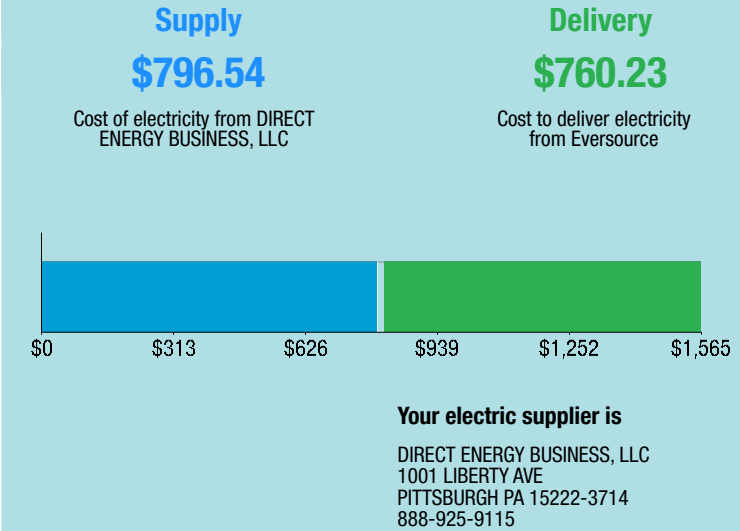 Supply
$796.54
Cost of electricity from DIRECT
ENERGY BUSINESS, LLC
Delivery
$760.23
Cost to deliver electricity
from Eversource
$0 $313 $626 $939 $1,252 $1,565
Your electric supplier is
DIRECT ENERGY BUSINESS, LLC
1001 LIBERTY AVE
PITTSBURGH PA 15222-3714
888-925-9115